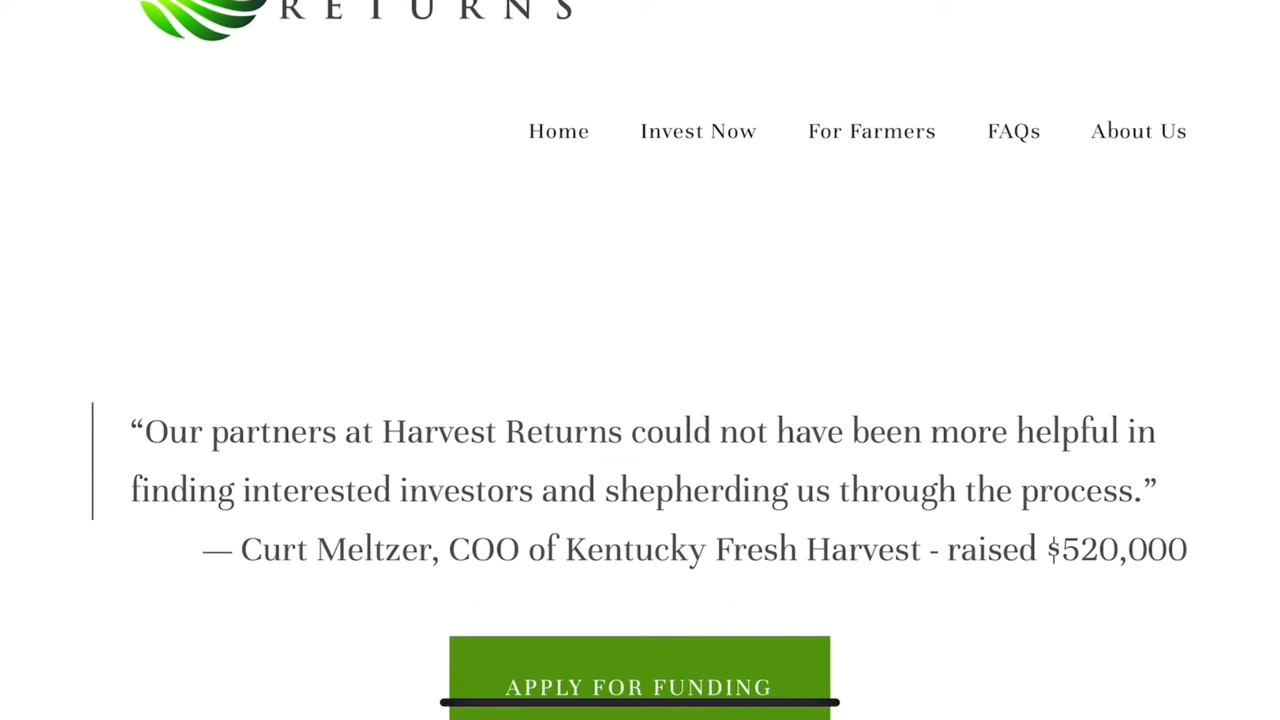 RETURNS
Home Invest Now For Farmers FAQs About Us
“Our partners at Harvest Returns could not have been more helpful in
finding interested investors and shepherding us through the process.”
— Curt Meltzer, COO of Kentucky Fresh Harvest - raised $520,000
APPLY FOR FUNDING